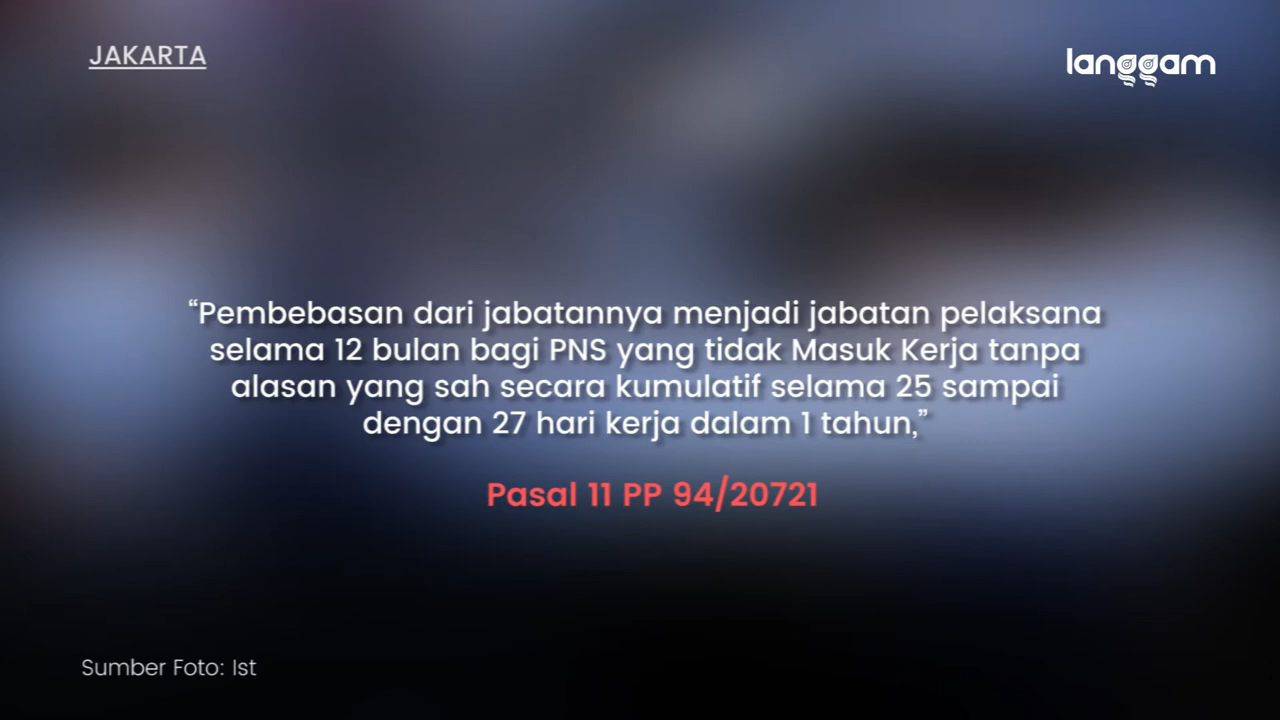 JAKARTA
langgam
“Pembebasan dari jabatannya menjadi jabatan pelaksana
selama 12 bulan bagi PNS yang tidak Masuk Kerja tanpa
alasan yang sah secara kumulatif selama 25 sampai
dengan 27 hari kerja dalam 1 tahun,”
Pasal 11 PP 94/20721
Sumber Foto: Ist